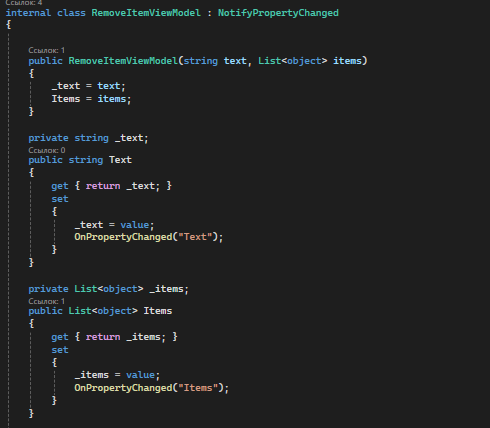 Ссылок: 4
internal class RemoveItemViewModel : NotifyPropertyChanged
{
Ссылок: 1
public RemoveItemViewModel(string text, List<object> items)
{
_text = text;
Items = items;
}
private string _text;
Ссылок: 0
public string Text
{
get { return _text; }
set
{
_text = value;
OnPropertyChanged("Text");
}
}
private List<object> _items;
Ссылок: 1
public List<object> Items
{
get { return _items; }
set
{
_items = value;
OnPropertyChanged("Items");
}
}